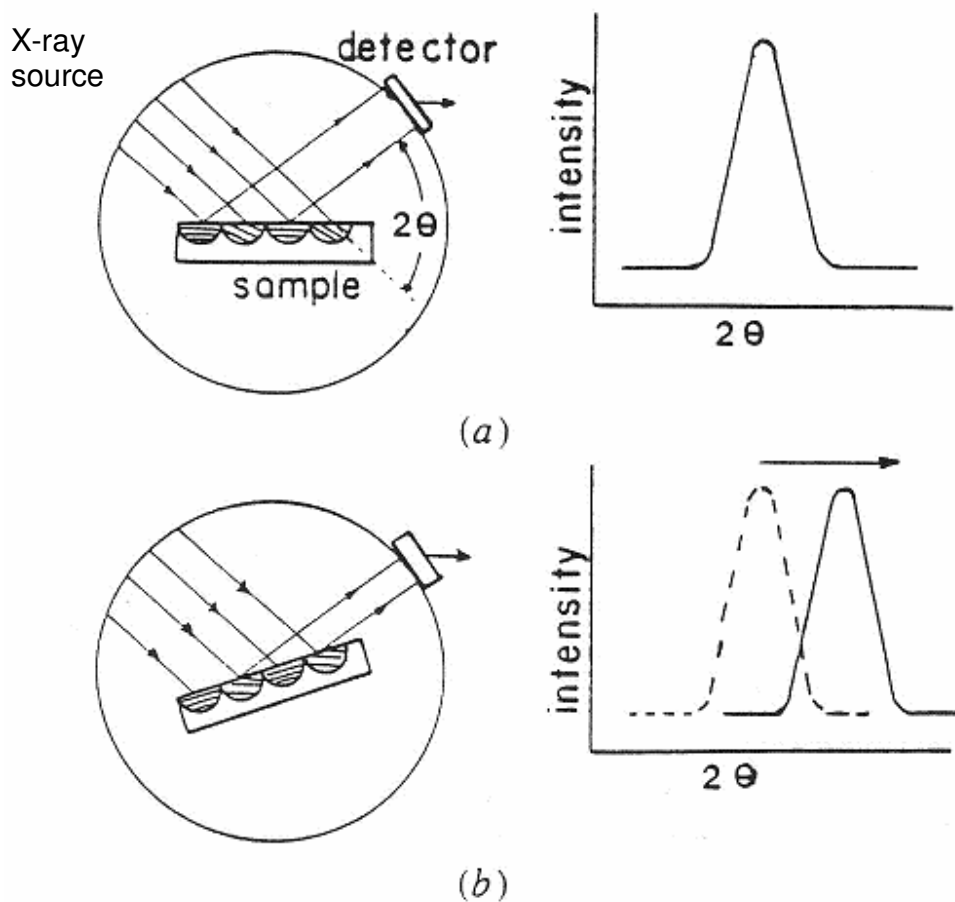 X-ray
source
detector
2θ
sample
intensity
2θ
(a)
intensity
2θ
(b)